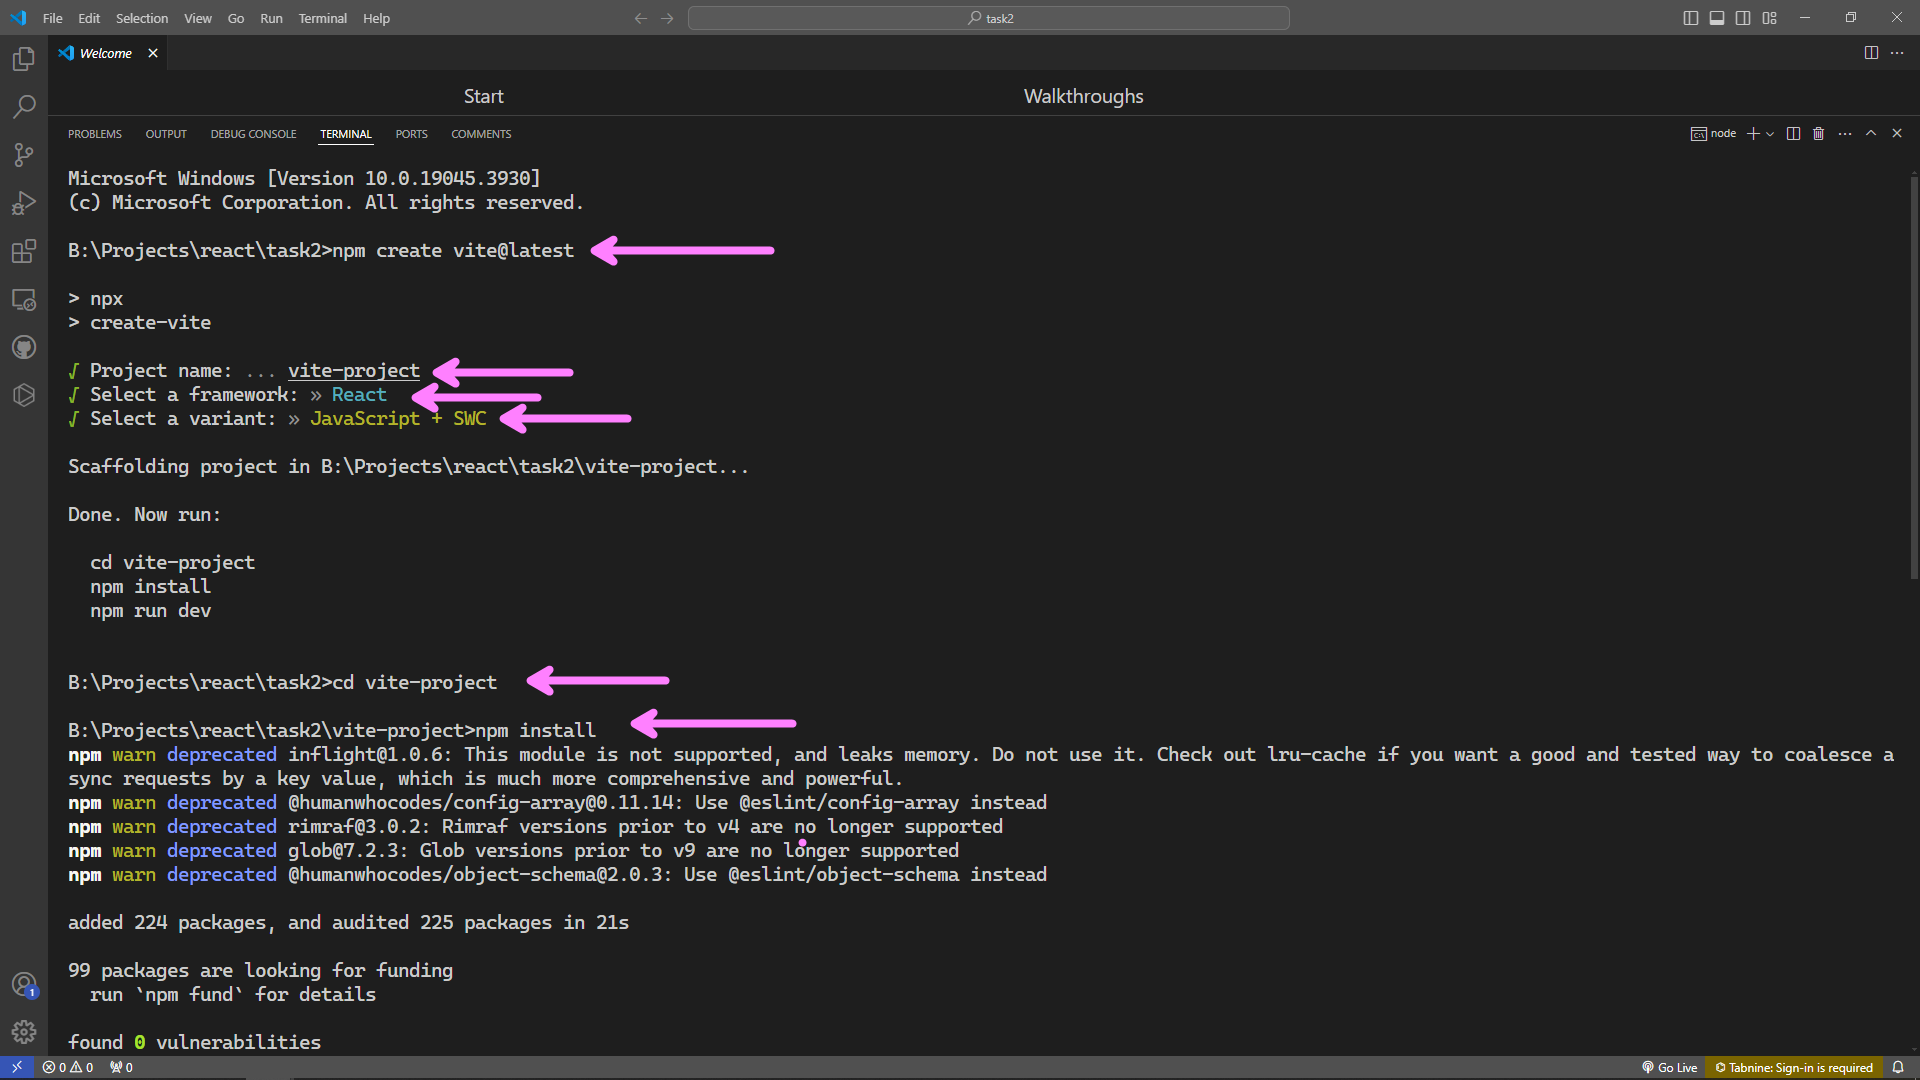 File Edit Selection View Go Run Terminal Help
task2
Welcome
Start
Walkthroughs
PROBLEMS OUTPUT DEBUG CONSOLE TERMINAL PORTS COMMENTS
node
Microsoft Windows [Version 10.0.19045.3930]
(c) Microsoft Corporation. All rights reserved.
B:\Projects\react\task2>npm create vite@latest
> npx
> create-vite
√ Project name: ... vite-project
√ Select a framework: » React
√ Select a variant: » JavaScript + SWC
Scaffolding project in B:\Projects\react\task2\vite-project...
Done. Now run:
cd vite-project
npm install
npm run dev
B:\Projects\react\task2>cd vite-project
B:\Projects\react\task2\vite-project>npm install
npm warn deprecated inflight@1.0.6: This module is not supported, and leaks memory. Do not use it. Check out lru-cache if you want a good and tested way to coalesce a
sync requests by a key value, which is much more comprehensive and powerful.
npm warn deprecated @humanwhocodes/config-array@0.11.14: Use @eslint/config-array instead
npm warn deprecated rimraf@3.0.2: Rimraf versions prior to v4 are no longer supported
npm warn deprecated glob@7.2.3: Glob versions prior to v9 are no longer supported
npm warn deprecated @humanwhocodes/object-schema@2.0.3: Use @eslint/object-schema instead
added 224 packages, and audited 225 packages in 21s
99 packages are looking for funding
run `npm fund` for details
found 0 vulnerabilities
1
0 0 0
Go Live
Tabnine: Sign-in is required